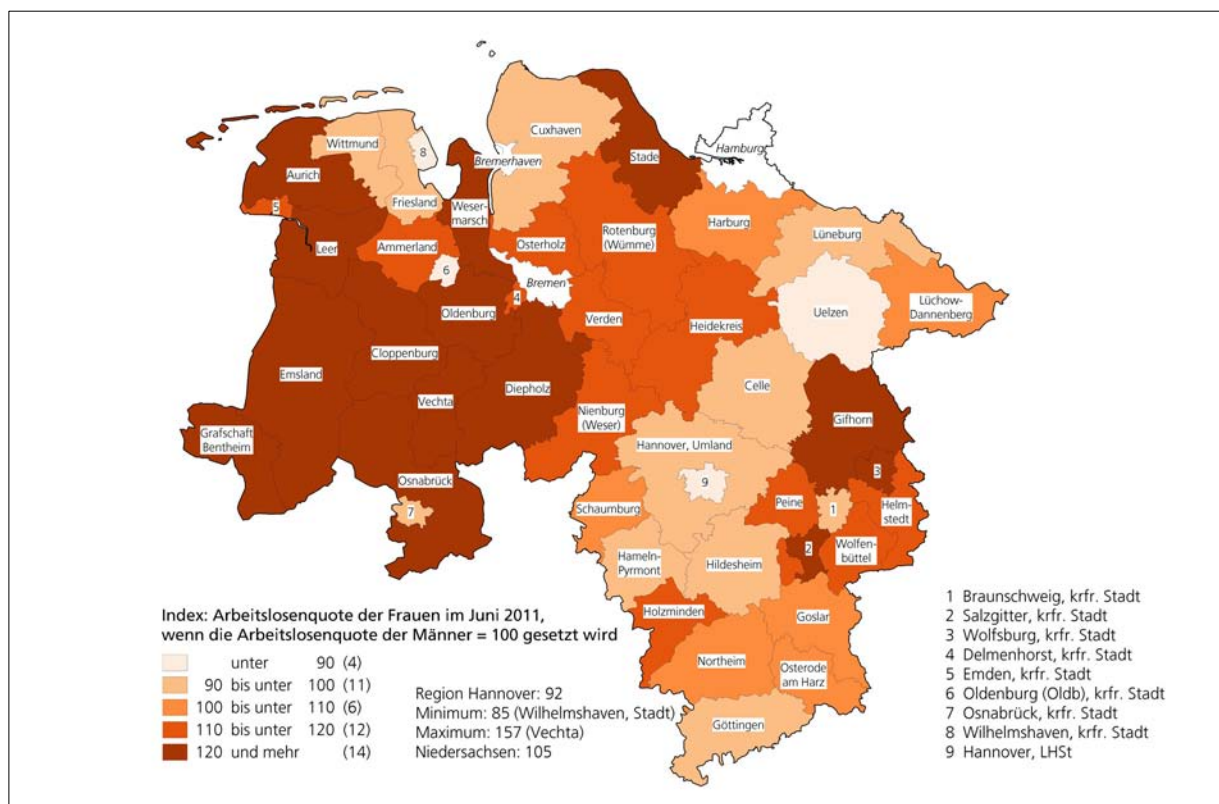 Wittmund
8
Cuxhaven
Bremerhaven
Hamburg
Stade
Aurich
Friesland
Weser-
marsch
5
Harburg
Lüneburg
Leer
Ammerland
Osterholz
Rotenburg
(Wümme)
6
4
Bremen
Lüchow-
Dannenberg
Oldenburg
Verden
Heidekreis
Uelzen
Cloppenburg
Emsland
Diepholz
Celle
Vechta
Gifhorn
Nienburg
(Weser)
Grafschaft
Bentheim
Hannover, Umland
3
Osnabrück
9
Peine
Helm-
stedt
7
Schaumburg
1
2
Wolfen-
büttel
Hameln-
Pyrmont
Hildesheim
Holzminden
Goslar
Northeim
Osterode
am Harz
Göttingen
Index: Arbeitslosenquote der Frauen im Juni 2011,
wenn die Arbeitslosenquote der Männer = 100 gesetzt wird
unter 90 (4)
90 bis unter 100 (11)
100 bis unter 110 (6)
110 bis unter 120 (12)
120 und mehr (14)
Region Hannover: 92
Minimum: 85 (Wilhelmshaven, Stadt)
Maximum: 157 (Vechta)
Niedersachsen: 105
1 Braunschweig, krfr. Stadt
2 Salzgitter, krfr. Stadt
3 Wolfsburg, krfr. Stadt
4 Delmenhorst, krfr. Stadt
5 Emden, krfr. Stadt
6 Oldenburg (Oldb), krfr. Stadt
7 Osnabrück, krfr. Stadt
8 Wilhelmshaven, krfr. Stadt
9 Hannover, LHSt